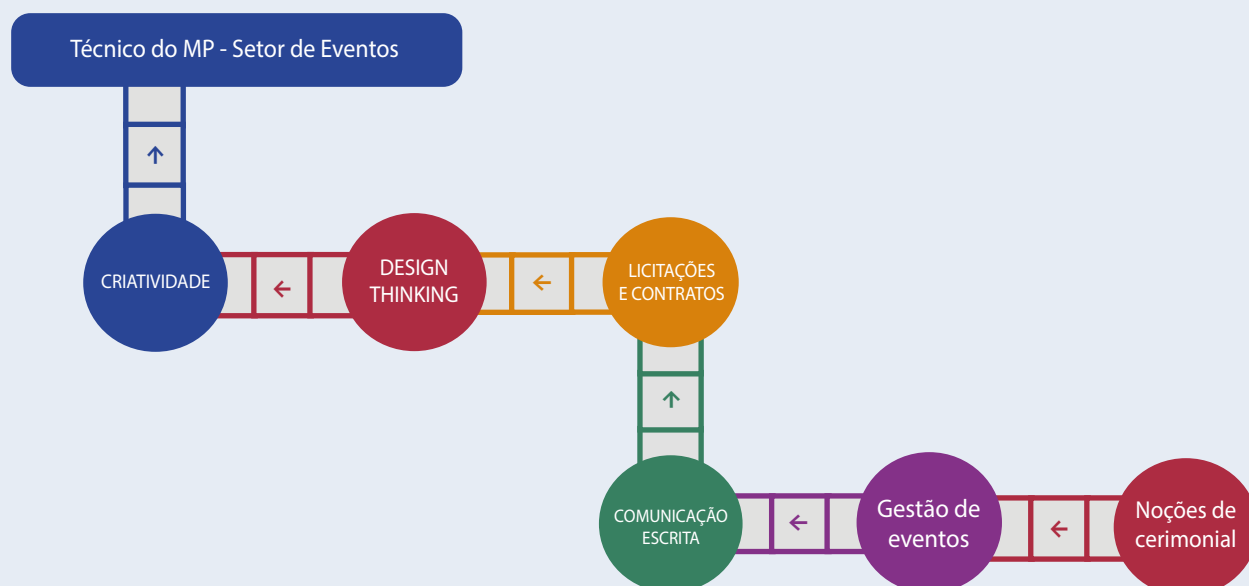 Técnico do MP - Setor de Eventos
CRIATIVIDADE
DESIGN
THINKING
LICITAÇÕES
E CONTRATOS
COMUNICAÇÃO
ESCRITA
Gestão de
eventos
Noções de
cerimonial